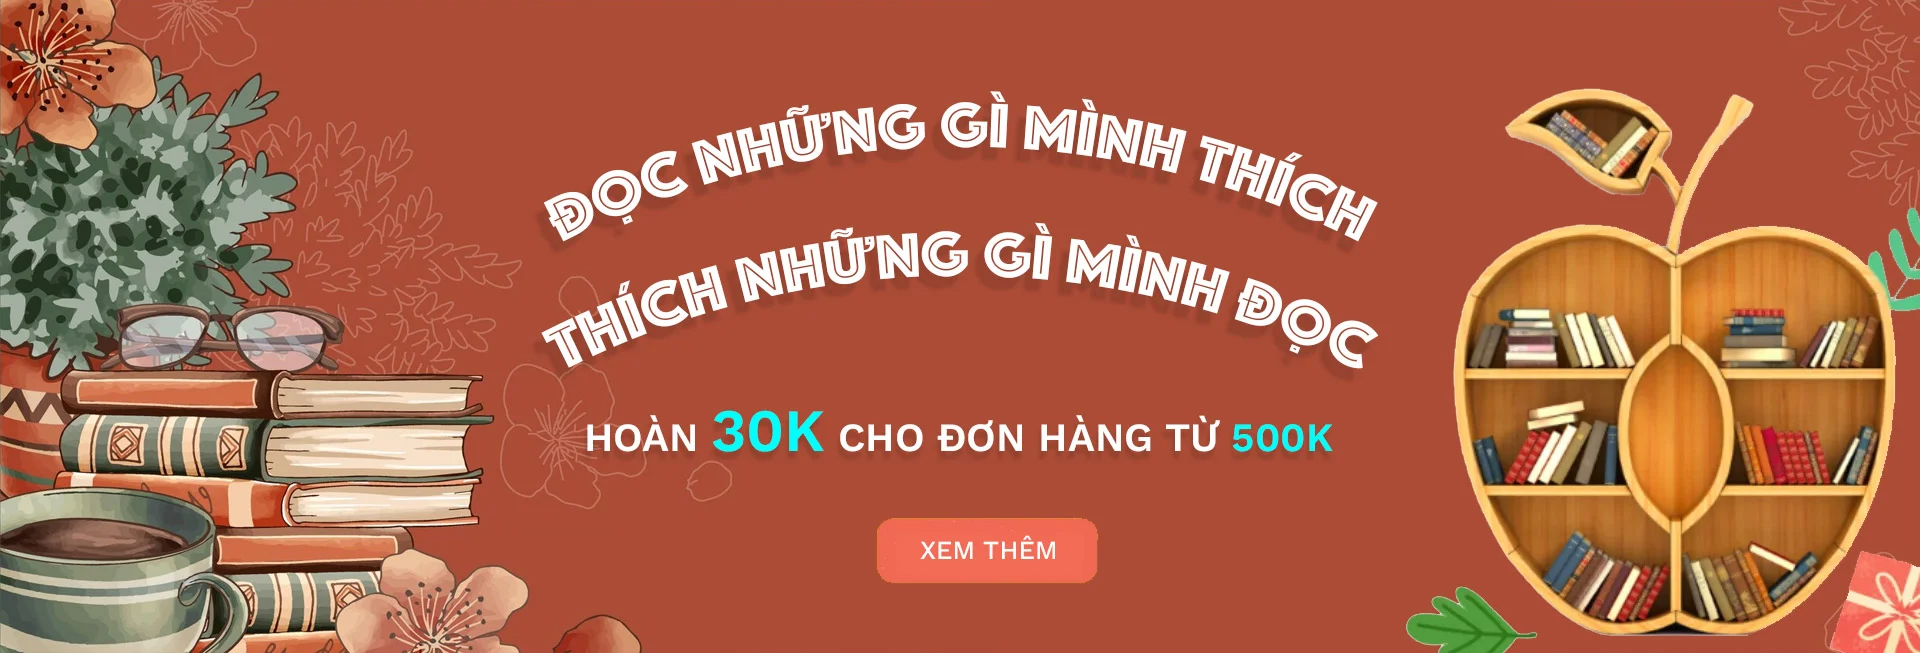 ĐỌC NHỮNG GÌ MÌNH THÍCH
THÍCH NHỮNG GÌ MÌNH ĐỌC
HOÀN 30K CHO ĐƠN HÀNG TỪ 500K
XEM THÊM